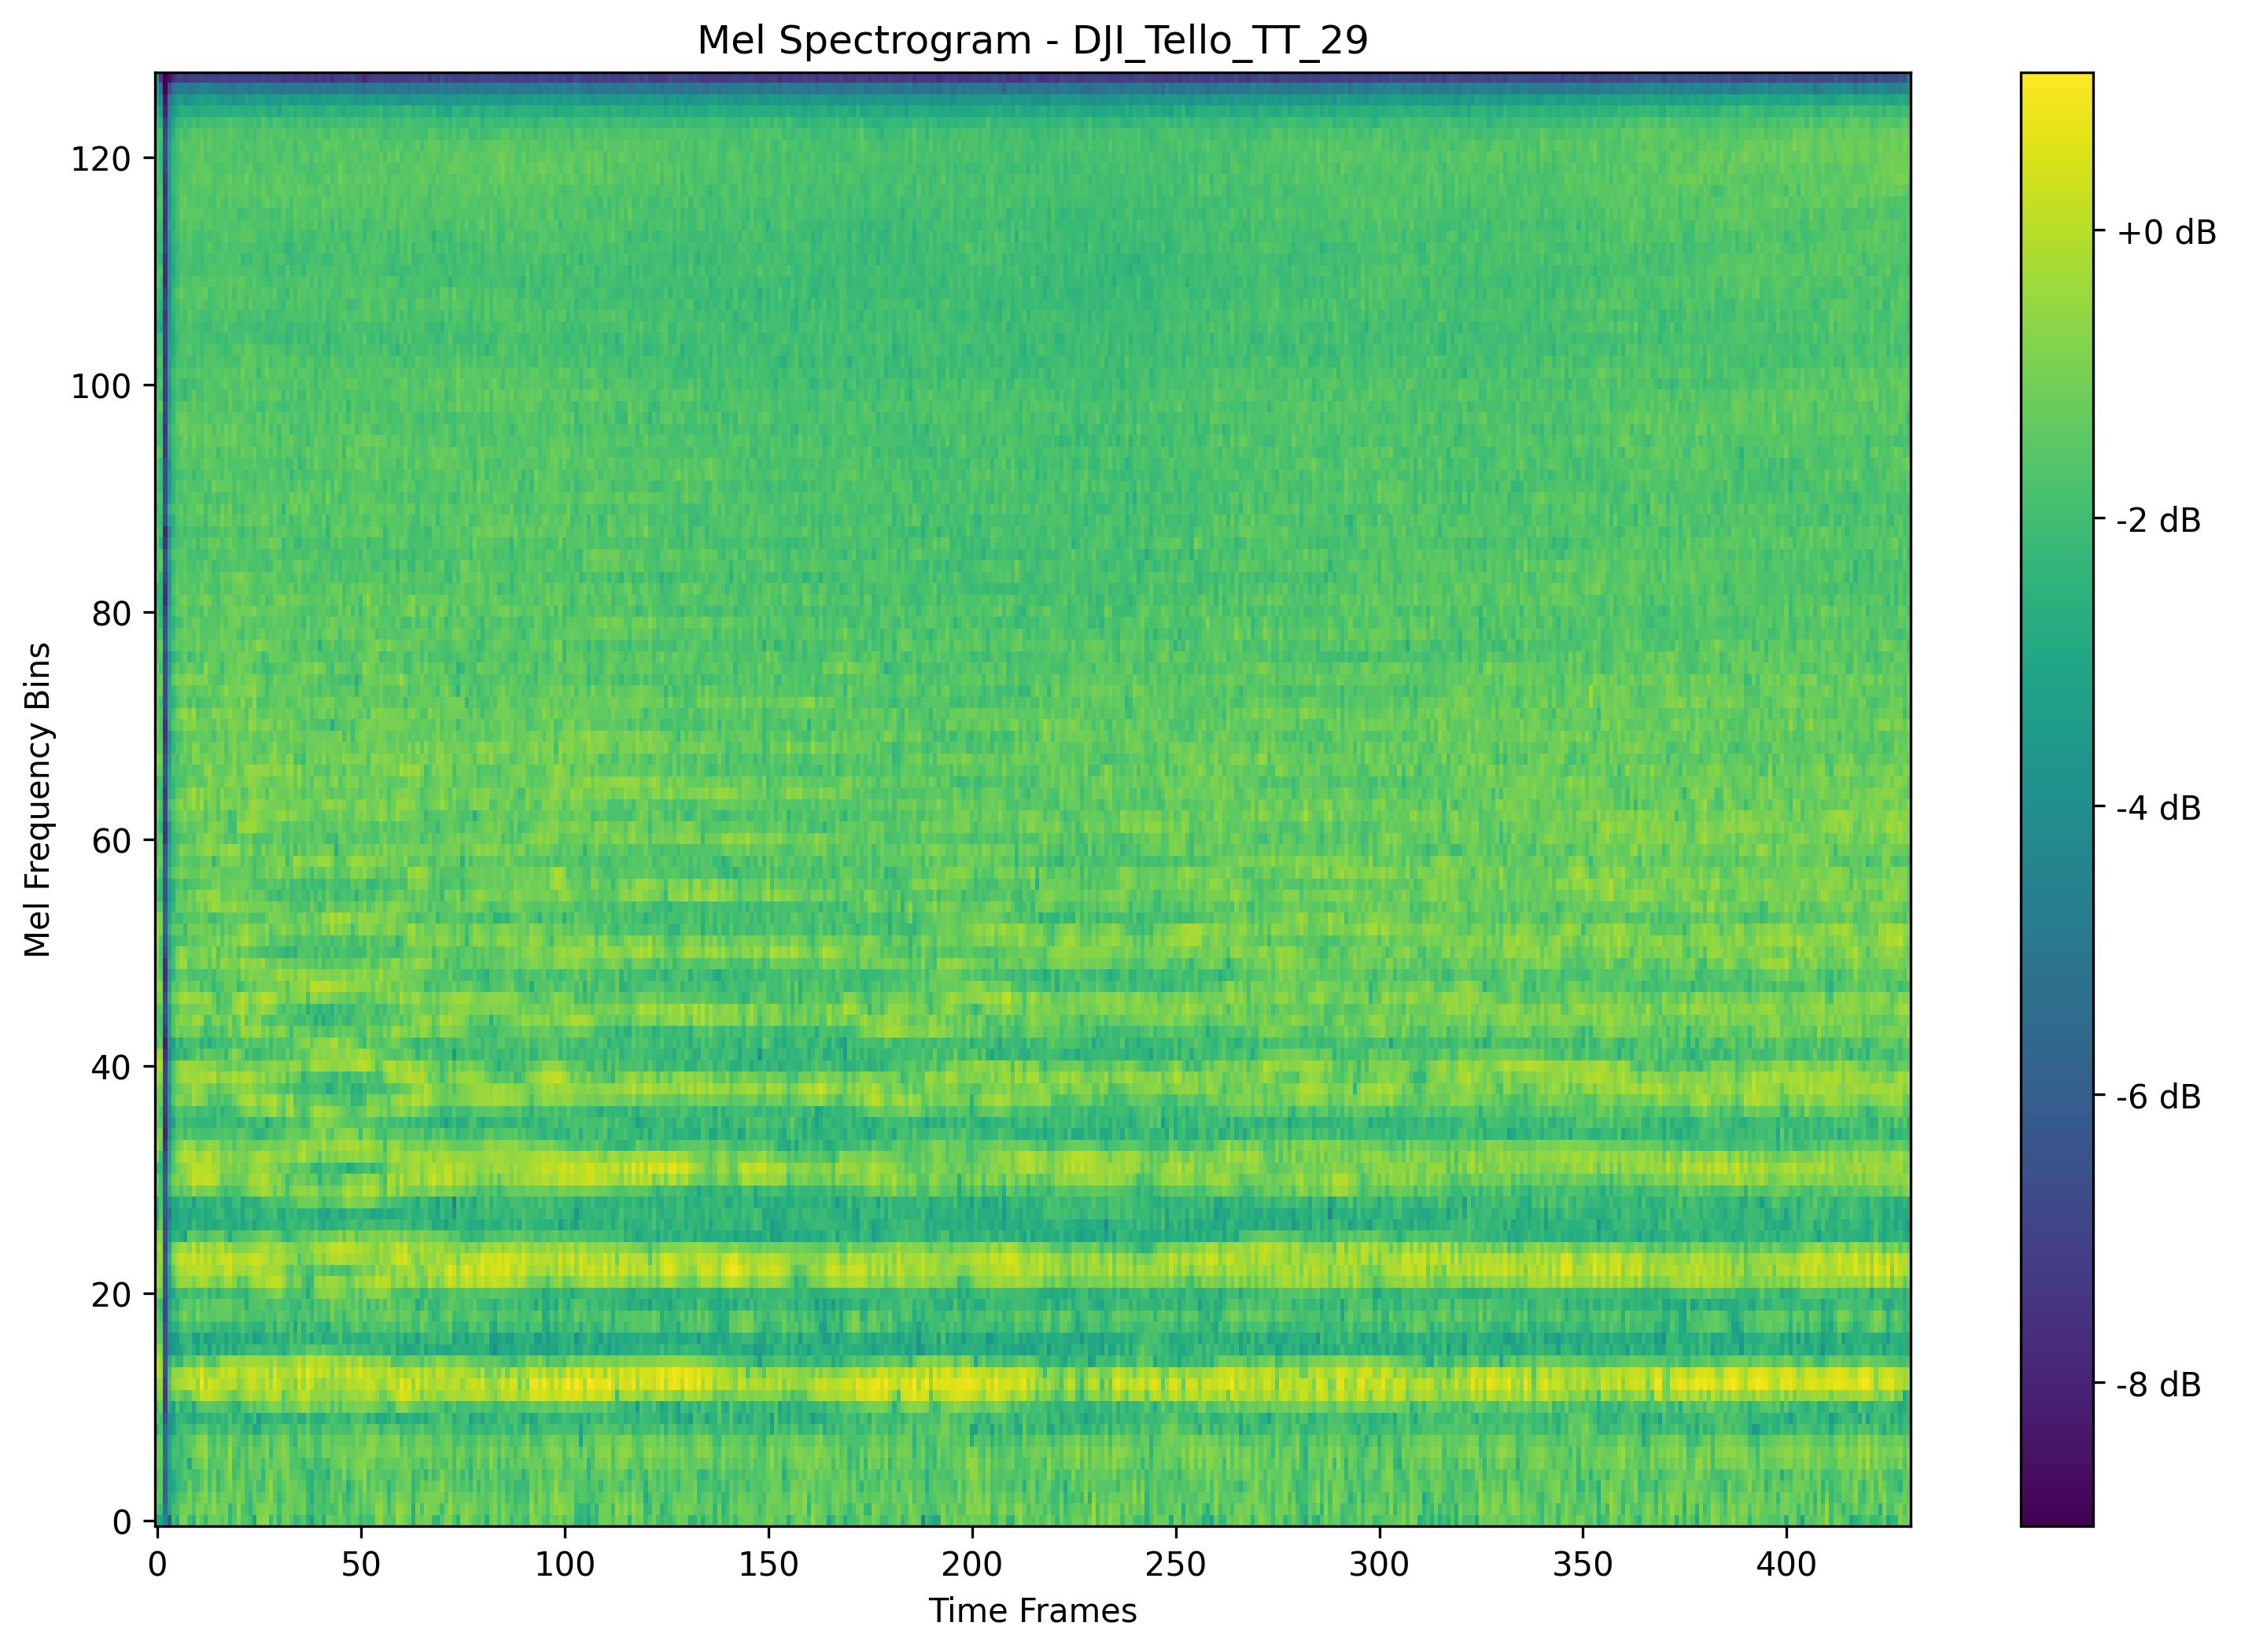 Mel Spectrogram - DJI_Tello_TT_29
Mel Frequency Bins
120
100
80
60
40
20
0
0 50 100 150 200 250 300 350 400
Time Frames
+0 dB
-2 dB
-4 dB
-6 dB
-8 dB